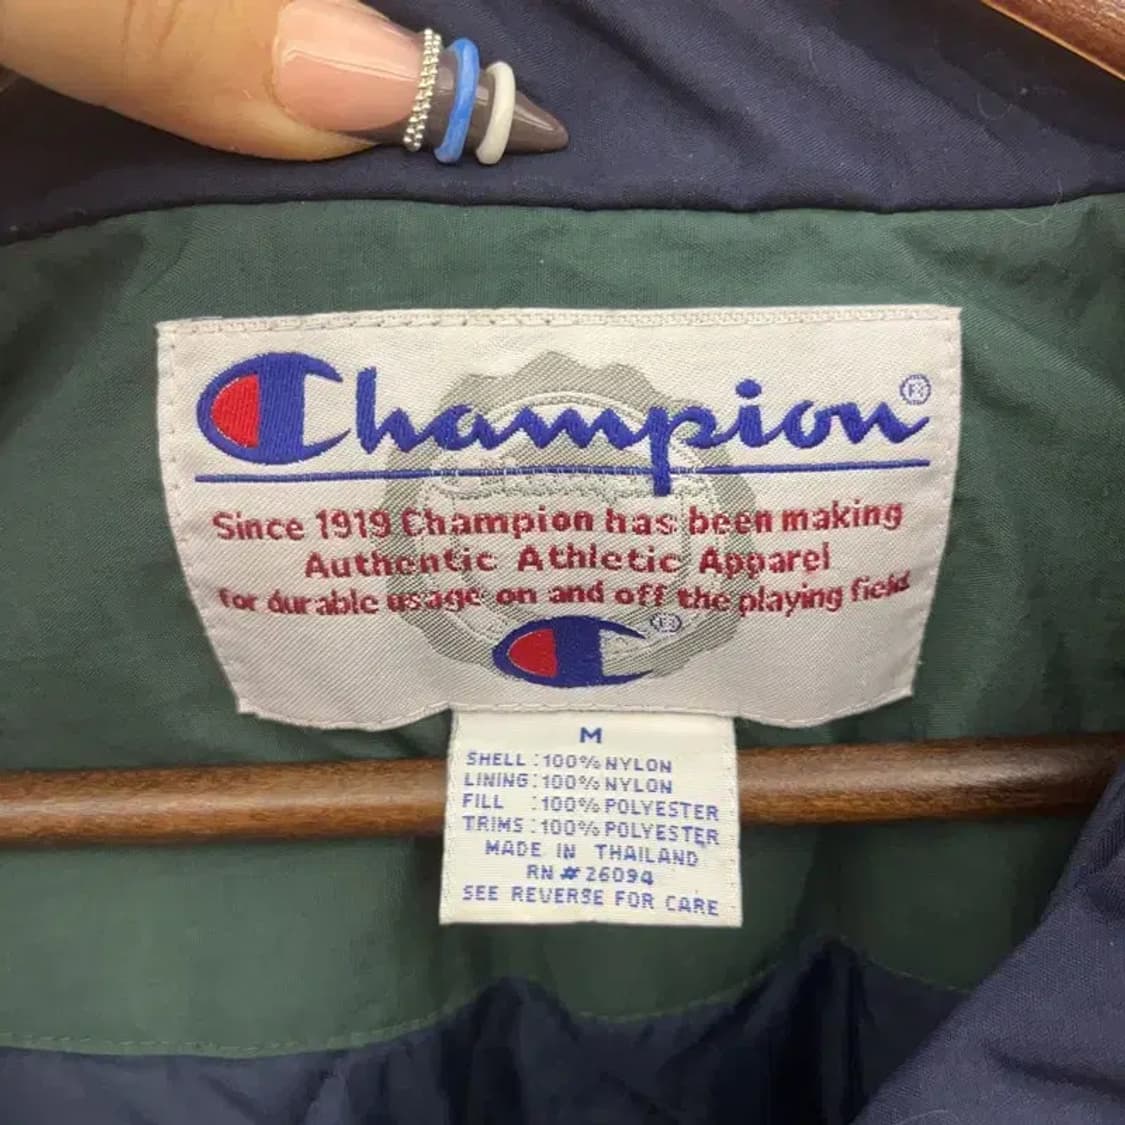 Champion®
Since 1919 Champion has been making
Authentic Athletic Apparel
for durable usage on and off the playing field.
®
M
SHELL : 100% NYLON
LINING : 100% NYLON
FILL : 100% POLYESTER
TRIMS : 100% POLYESTER
MADE IN THAILAND
RN # 26094
SEE REVERSE FOR CARE